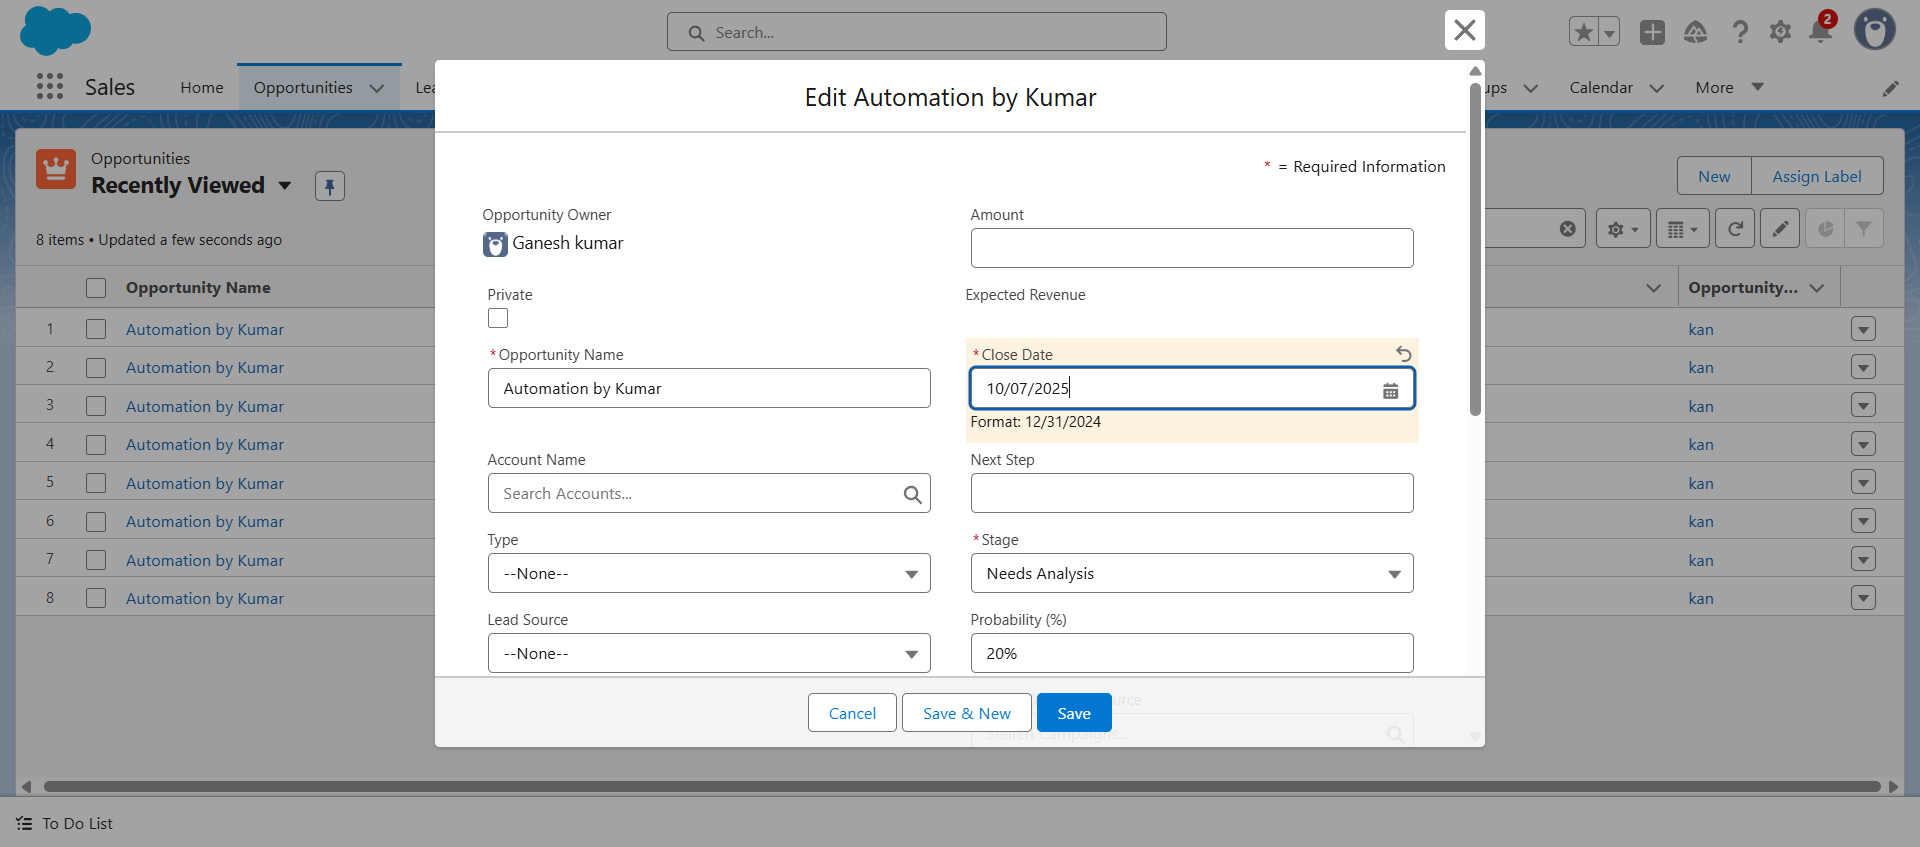 Search...
2
Sales
Home
Opportunities
Lea
ups
Calendar
More
Edit Automation by Kumar
* = Required Information
Opportunities
Recently Viewed
8 items • Updated a few seconds ago
New
Assign Label
Opportunity Name
Opportunity...
1 Automation by Kumar kan
2 Automation by Kumar kan
3 Automation by Kumar kan
4 Automation by Kumar kan
5 Automation by Kumar kan
6 Automation by Kumar kan
7 Automation by Kumar kan
8 Automation by Kumar kan
Opportunity Owner
Ganesh kumar
Amount
Private
Expected Revenue
*Opportunity Name
Automation by Kumar
*Close Date
10/07/2025
Format: 12/31/2024
Account Name
Search Accounts...
Next Step
Type
--None--
*Stage
Needs Analysis
Lead Source
--None--
Probability (%)
20%
Cancel
Save & New
Save
Search Campaigns...
To Do List